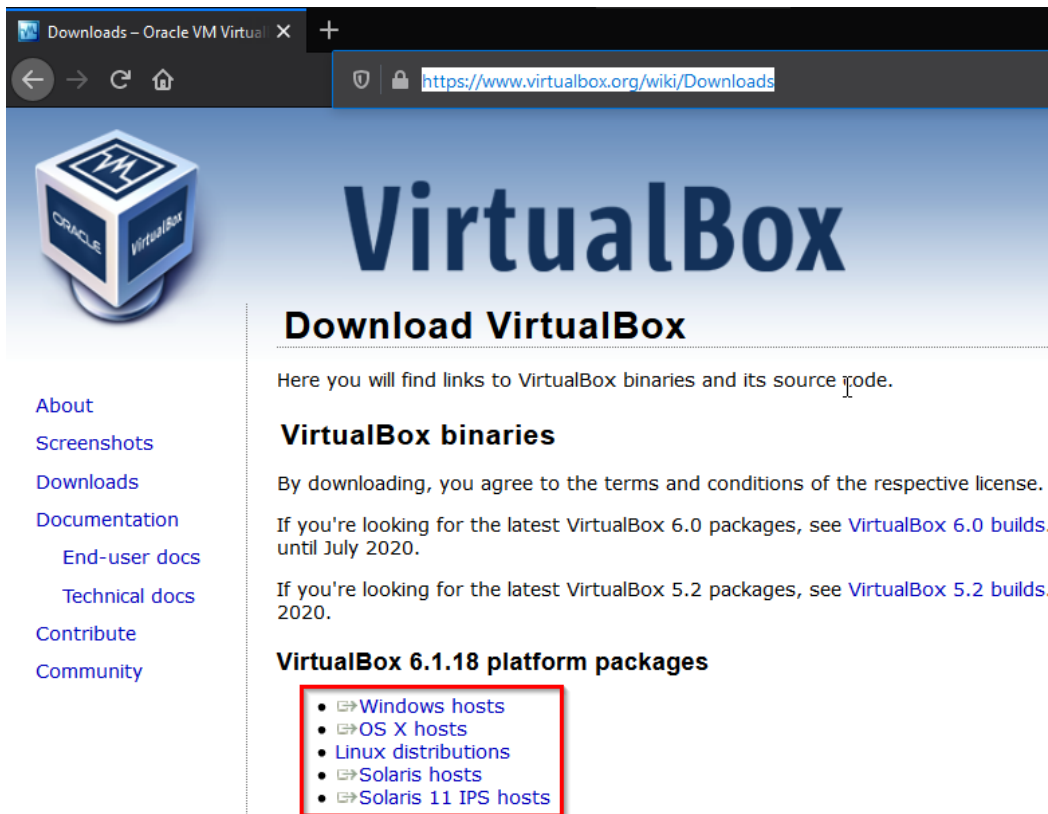 Downloads – Oracle VM Virtual
https://www.virtualbox.org/wiki/Downloads
ORACLE
VirtualBox
VirtualBox
Download VirtualBox
Here you will find links to VirtualBox binaries and its source code.
About
Screenshots
Downloads
Documentation
End-user docs
Technical docs
Contribute
Community
VirtualBox binaries
By downloading, you agree to the terms and conditions of the respective license.
If you're looking for the latest VirtualBox 6.0 packages, see VirtualBox 6.0 builds.
until July 2020.
If you're looking for the latest VirtualBox 5.2 packages, see VirtualBox 5.2 builds.
2020.
VirtualBox 6.1.18 platform packages
Windows hosts
OS X hosts
Linux distributions
Solaris hosts
Solaris 11 IPS hosts